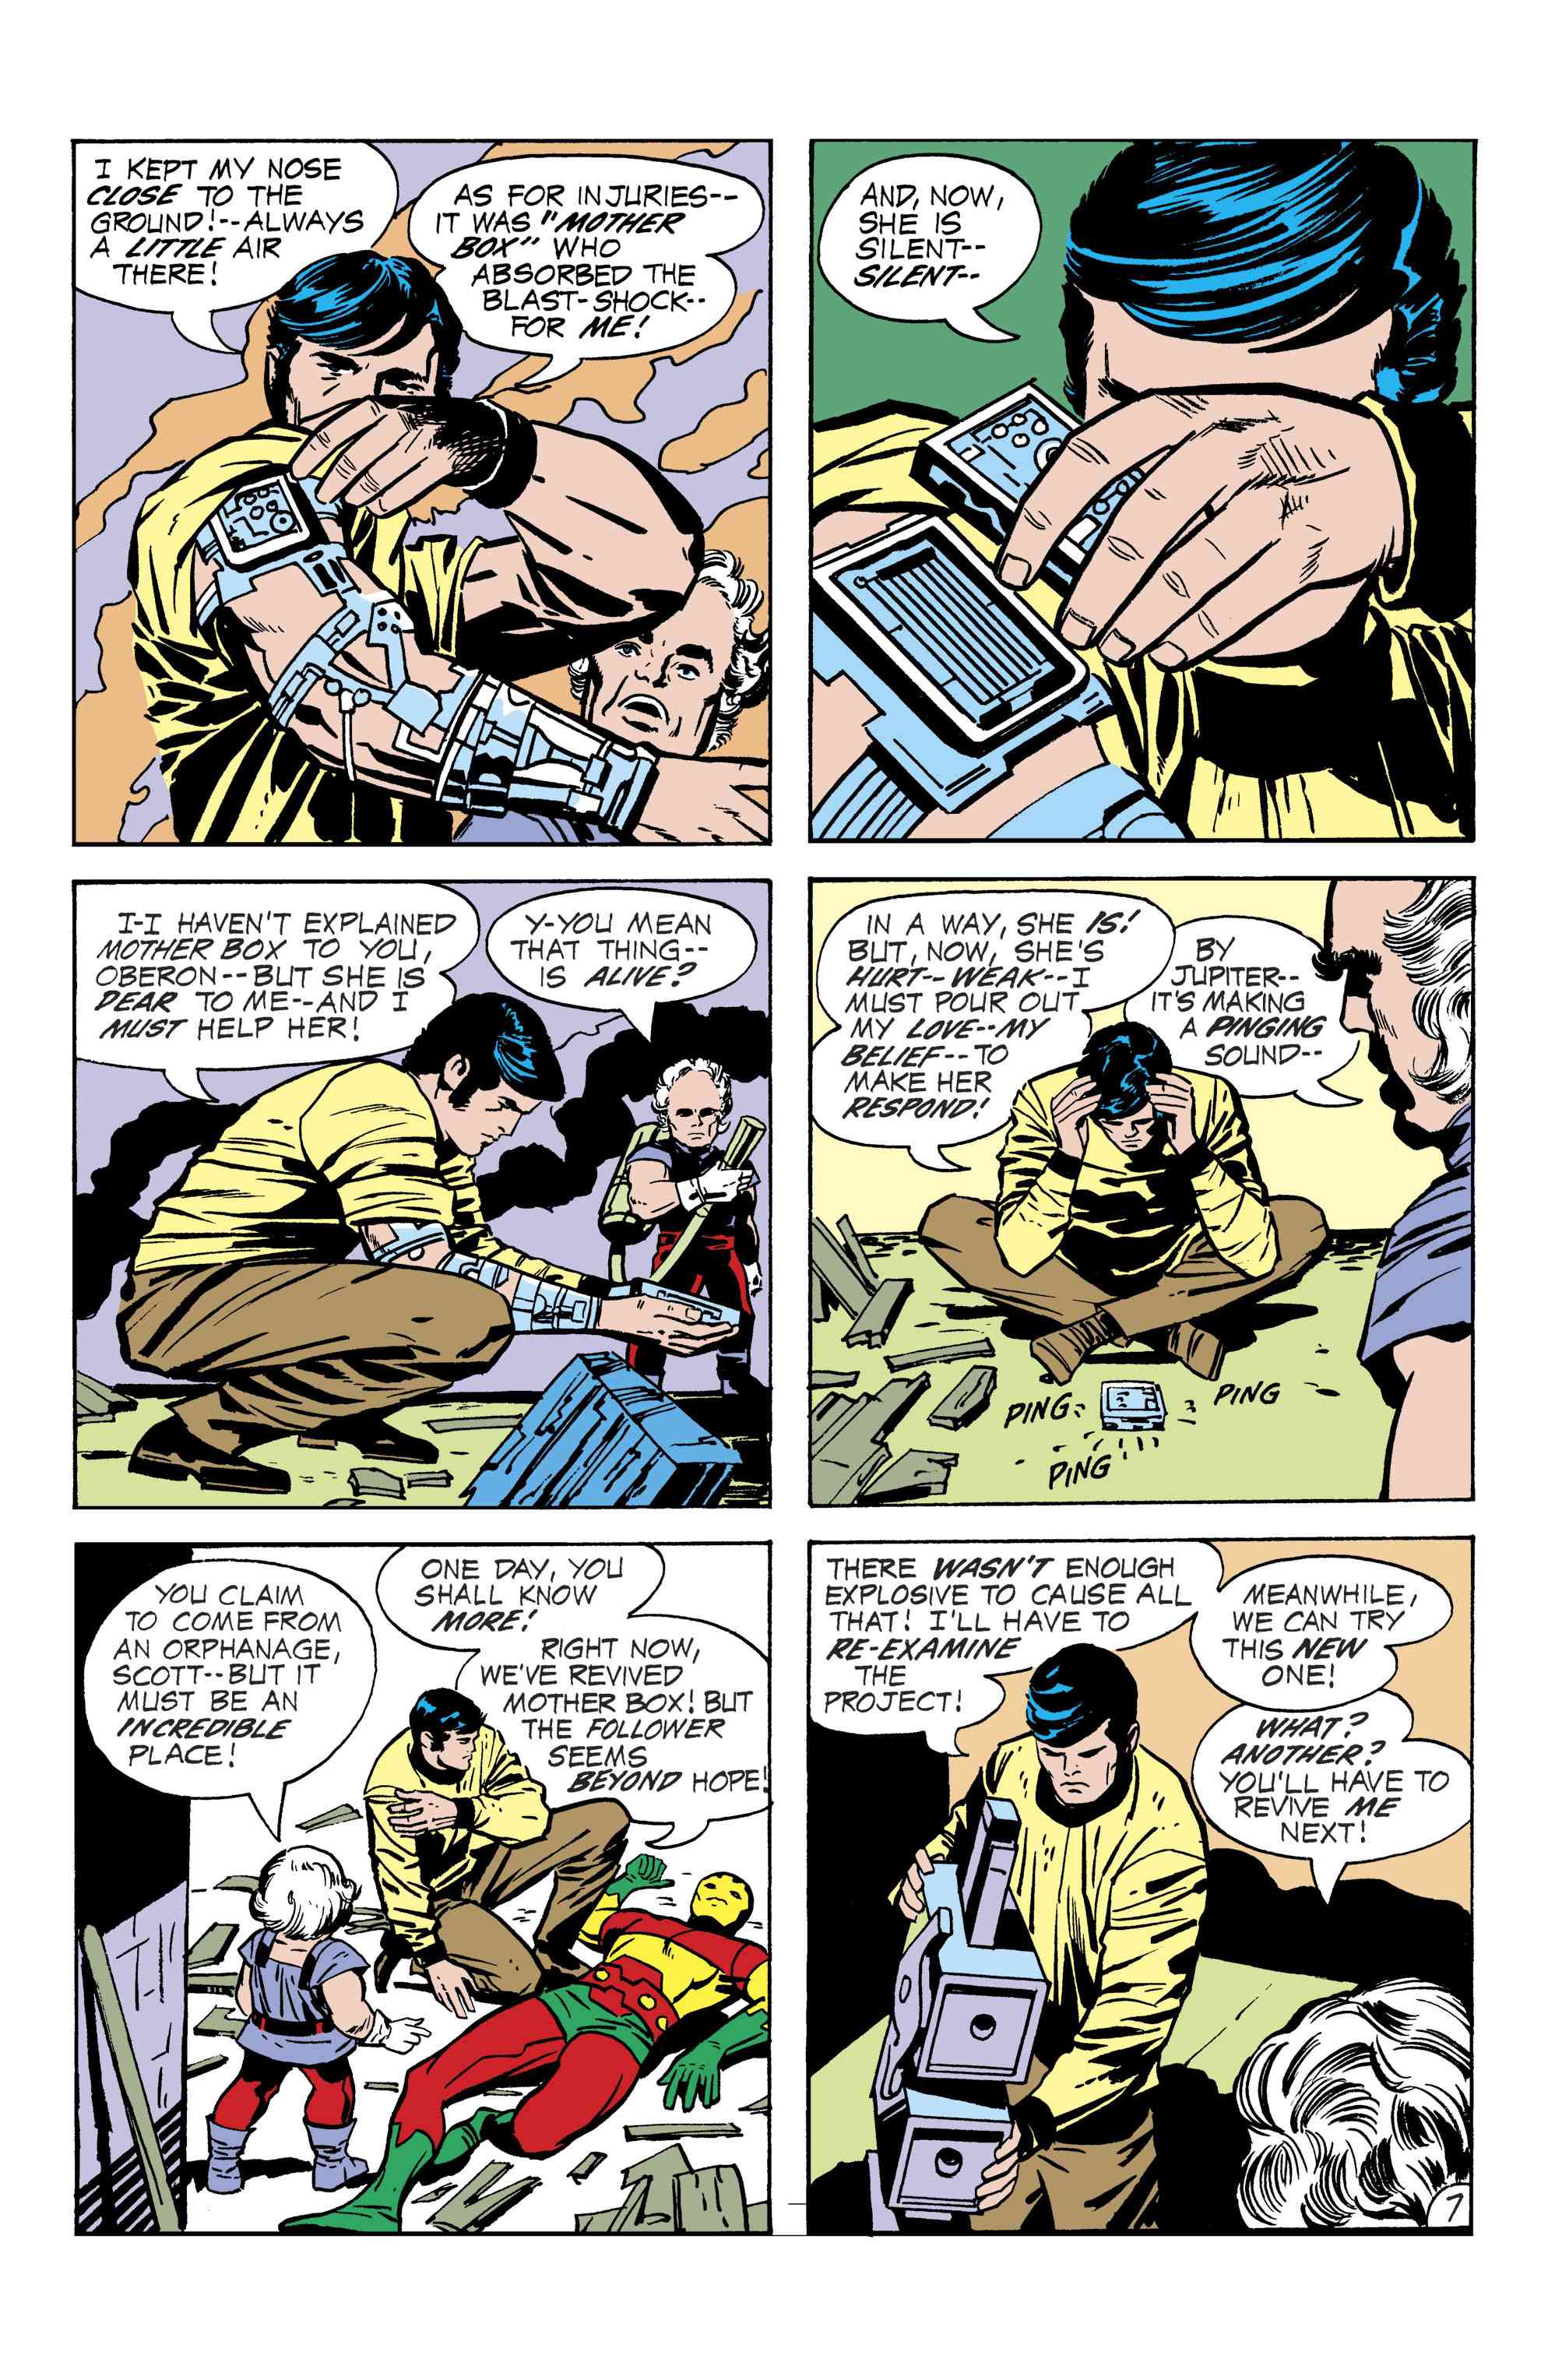 I KEPT MY NOSE
CLOSE TO THE
GROUND!--ALWAYS
A LITTLE AIR
THERE!
AS FOR INJURIES--
IT WAS "MOTHER
BOX" WHO
ABSORBED THE
BLAST-SHOCK--
FOR ME!
AND, NOW,
SHE IS
SILENT--
SILENT--
I-I HAVEN'T EXPLAINED
MOTHER BOX TO YOU,
OBERON--BUT SHE IS
DEAR TO ME--AND I
MUST HELP HER!
Y-YOU MEAN
THAT THING--
IS ALIVE?
IN A WAY, SHE IS!
BUT, NOW, SHE'S
HURT--WEAK--I
MUST POUR OUT
MY LOVE--MY
BELIEF--TO
MAKE HER
RESPOND!
BY
JUPITER--
IT'S MAKING
A PINGING
SOUND--
PING
PING
PING
YOU CLAIM
TO COME FROM
AN ORPHANAGE,
SCOTT--BUT IT
MUST BE AN
INCREDIBLE
PLACE!
ONE DAY, YOU
SHALL KNOW
MORE!
RIGHT NOW,
WE'VE REVIVED
MOTHER BOX! BUT
THE FOLLOWER
SEEMS
BEYOND HOPE!
THERE WASN'T ENOUGH
EXPLOSIVE TO CAUSE ALL
THAT! I'LL HAVE TO
RE-EXAMINE
THE
PROJECT!
MEANWHILE,
WE CAN TRY
THIS NEW
ONE!
WHAT?
ANOTHER?
YOU'LL HAVE TO
REVIVE ME
NEXT!
7